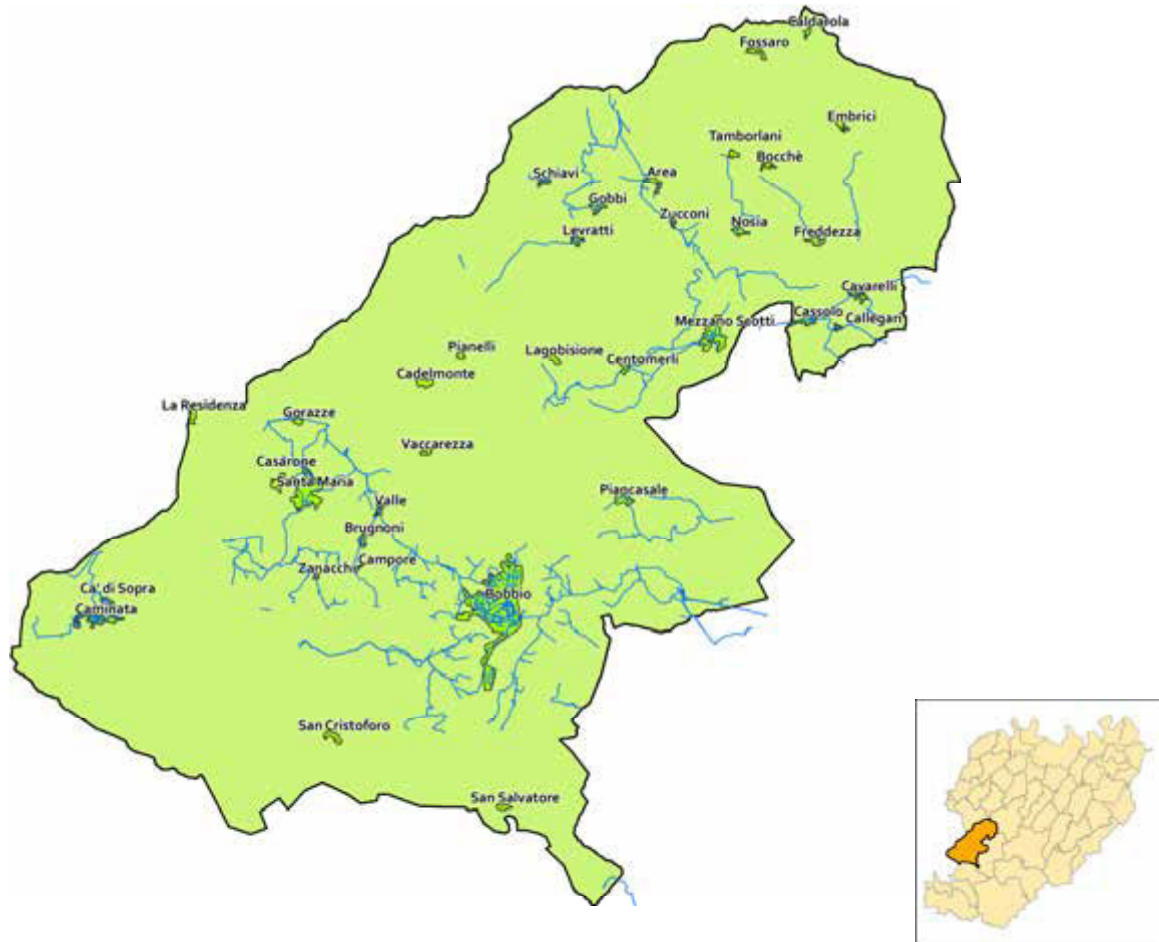 Caldarola
Fossaro
Embrici
Tamborlani
Bocchè
Schiavi
Area
Gobbi
Zucconi
Nosia
Levratti
Freddezza
Cavarelli
Cassolo
Callegari
Mezzano Scotti
Pianelli
Lagobisione
Centomerli
Cadelmonte
La Residenza
Gorazze
Vaccarezza
Casarone
Santa Maria
Piancasale
Valle
Brugnoni
Campore
Zanacchi
Ca' di Sopra
Bobbio
Caminata
San Cristoforo
San Salvatore